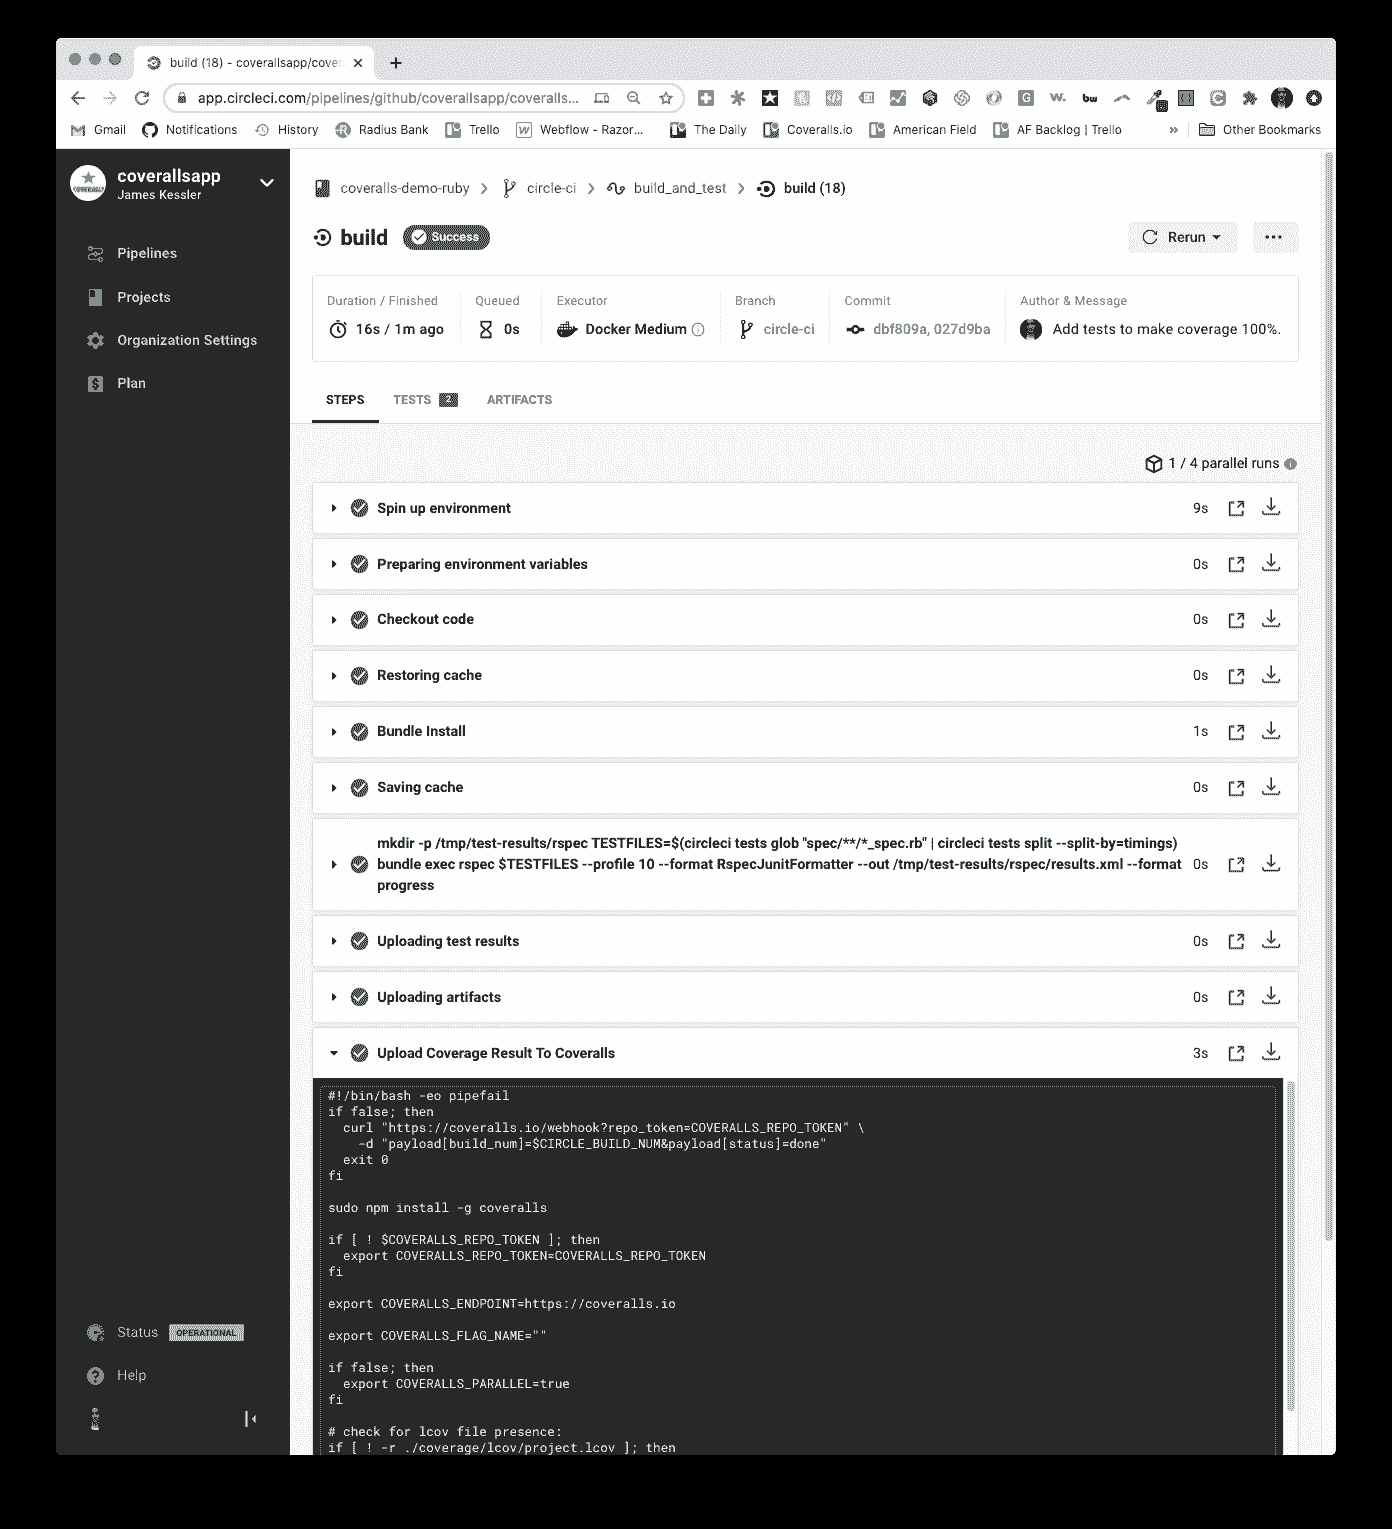 build (18) - coverallsapp/cover
app.circleci.com/pipelines/github/coverallsapp/coveralls...
Gmail Notifications History Radius Bank Trello Webflow - Razor... The Daily Coveralls.io American Field AF Backlog | Trello » Other Bookmarks
coverallsapp
James Kessler
Pipelines
Projects
Organization Settings
Plan
Status OPERATIONAL
Help
coveralls-demo-ruby circle-ci build_and_test build (18)
build Success Rerun
Duration / Finished Queued Executor Branch Commit Author & Message
16s / 1m ago 0s Docker Medium circle-ci dbf809a, 027d9ba Add tests to make coverage 100%.
STEPS TESTS 2 ARTIFACTS
1 / 4 parallel runs
Spin up environment 9s
Preparing environment variables 0s
Checkout code 0s
Restoring cache 0s
Bundle Install 1s
Saving cache 0s
mkdir -p /tmp/test-results/rspec TESTFILES=$(circleci tests glob "spec/**/*_spec.rb" | circleci tests split --split-by=timings)
bundle exec rspec $TESTFILES --profile 10 --format RspecJunitFormatter --out /tmp/test-results/rspec/results.xml --format 0s
progress
Uploading test results 0s
Uploading artifacts 0s
Upload Coverage Result To Coveralls 3s
#!/bin/bash -eo pipefail
if false; then
  curl "https://coveralls.io/webhook?repo_token=COVERALLS_REPO_TOKEN" \
    -d "payload[build_num]=$CIRCLE_BUILD_NUM&payload[status]=done"
  exit 0
fi
sudo npm install -g coveralls
if [ ! $COVERALLS_REPO_TOKEN ]; then
  export COVERALLS_REPO_TOKEN=COVERALLS_REPO_TOKEN
fi
export COVERALLS_ENDPOINT=https://coveralls.io
export COVERALLS_FLAG_NAME=""
if false; then
  export COVERALLS_PARALLEL=true
fi
# check for lcov file presence:
if [ ! -r ./coverage/lcov/project.lcov ]; then